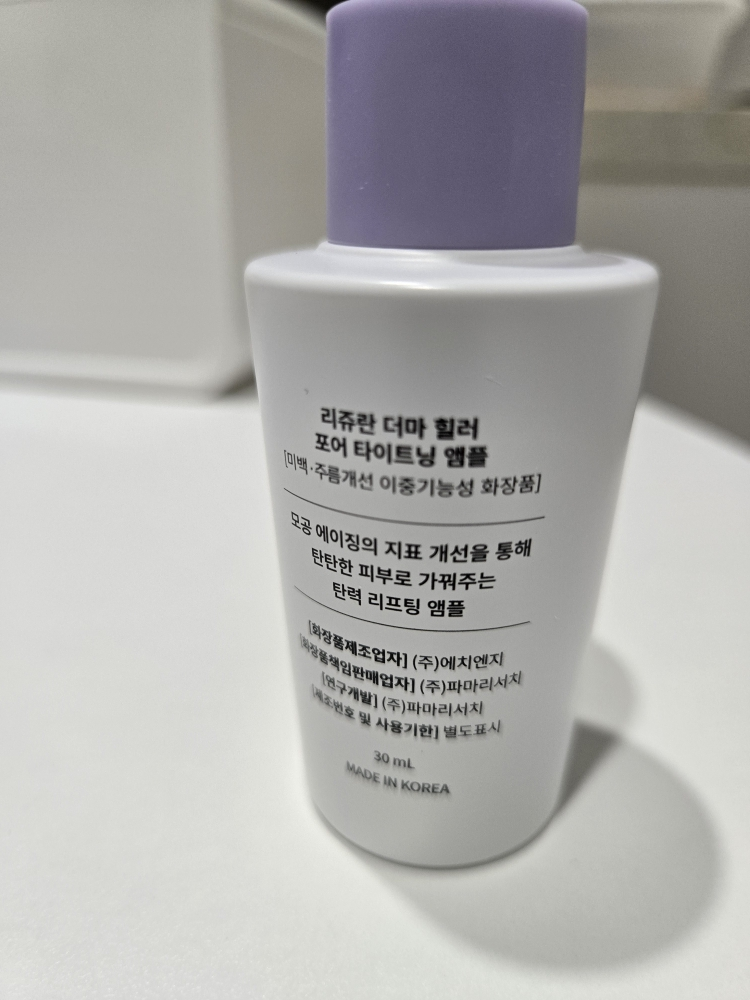 리쥬란 더마 힐러
포어 타이트닝 앰플
[미백·주름개선 이중기능성 화장품]
모공 에이징의 지표 개선을 통해
탄탄한 피부로 가꿔주는
탄력 리프팅 앰플
[화장품제조업자] (주)에치엔지
[화장품책임판매업자] (주)파마리서치
[연구개발] (주)파마리서치
[제조번호 및 사용기한] 별도표시
30 mL
MADE IN KOREA